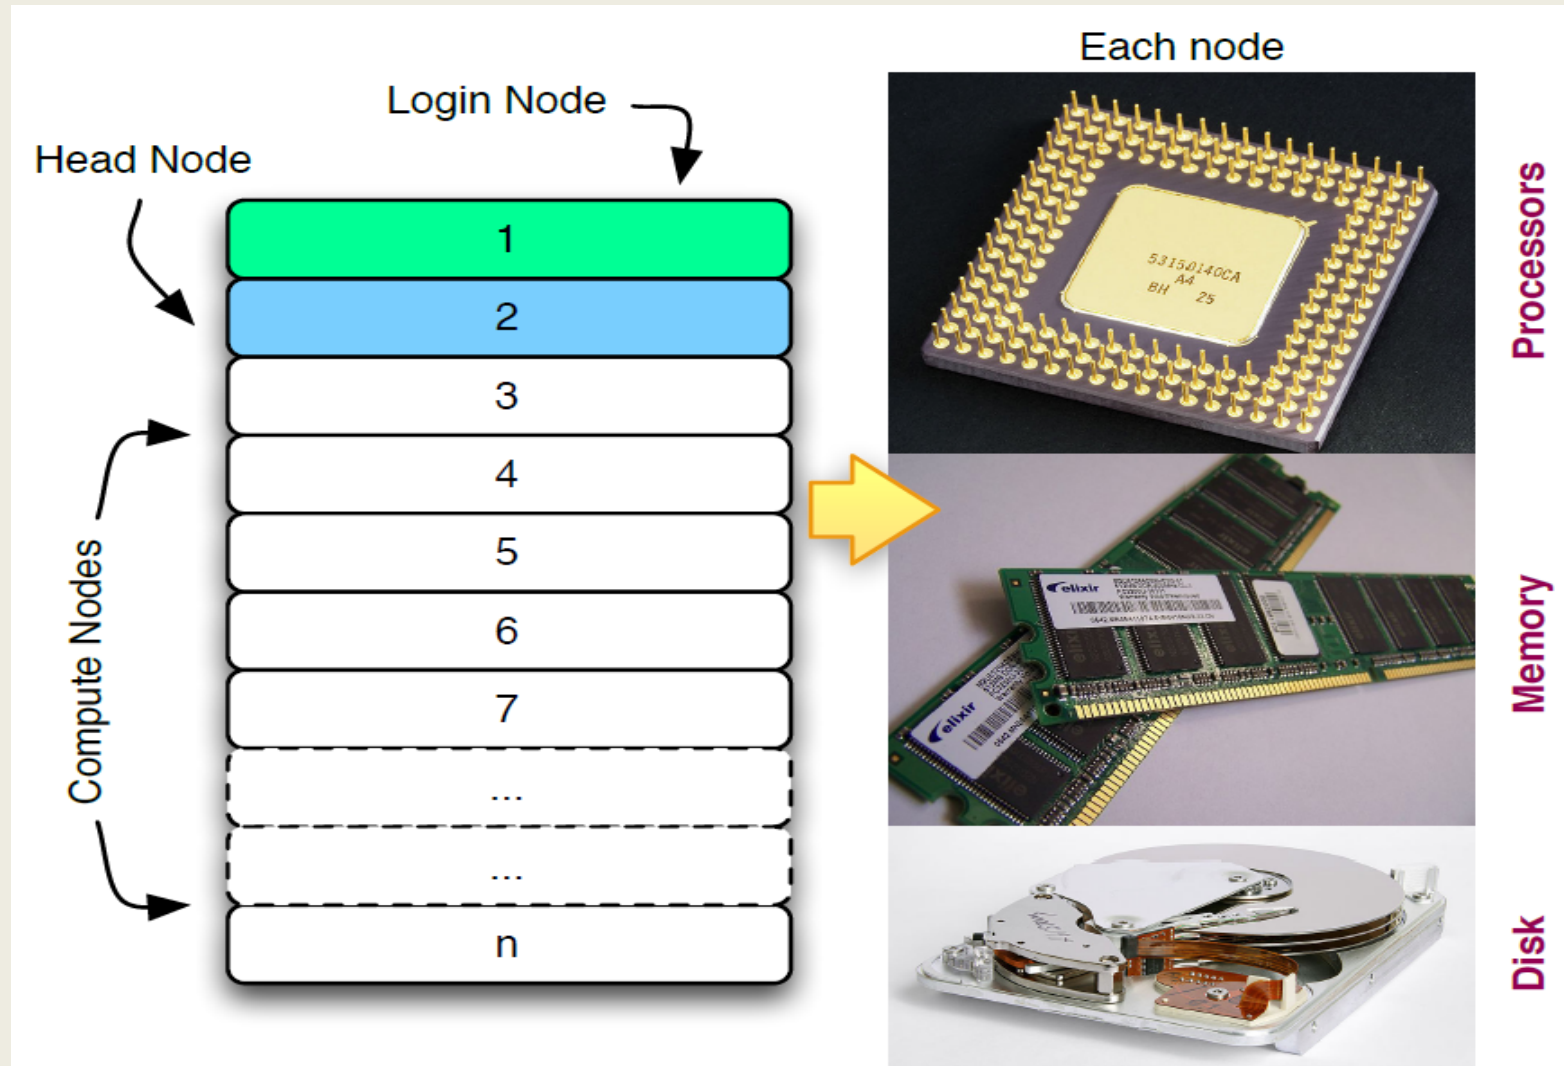 Each node
Login Node
Head Node
1
2
3
4
5
6
7
...
...
n
Compute Nodes
Processors
Memory
Disk
53150140CA
A4
BH 25
elixir
elixir